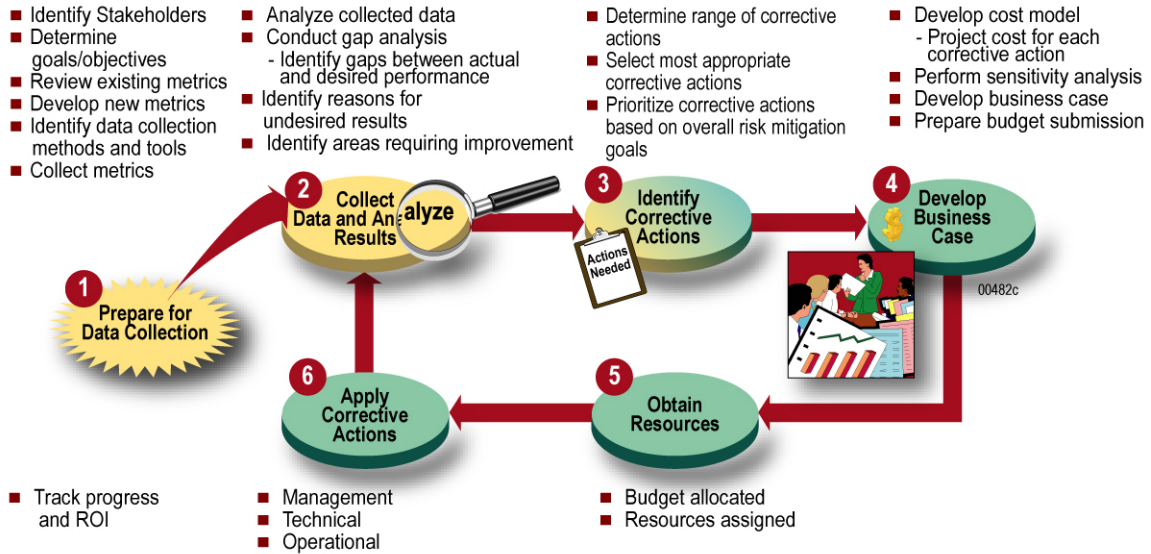 ■ Identify Stakeholders
■ Determine
goals/objectives
■ Review existing metrics
■ Develop new metrics
■ Identify data collection
methods and tools
■ Collect metrics
■ Analyze collected data
■ Conduct gap analysis
- Identify gaps between actual
and desired performance
■ Identify reasons for
undesired results
■ Identify areas requiring improvement
■ Determine range of corrective
actions
■ Select most appropriate
corrective actions
■ Prioritize corrective actions
based on overall risk mitigation
goals
■ Develop cost model
- Project cost for each
corrective action
■ Perform sensitivity analysis
■ Develop business case
■ Prepare budget submission
1
Prepare for
Data Collection
2
Collect
Data and Analyze
Results
3
Identify
Corrective
Actions
Actions
Needed
4
Develop
Business
Case
$
00482c
5
Obtain
Resources
6
Apply
Corrective
Actions
■ Track progress
and ROI
■ Management
■ Technical
■ Operational
■ Budget allocated
■ Resources assigned